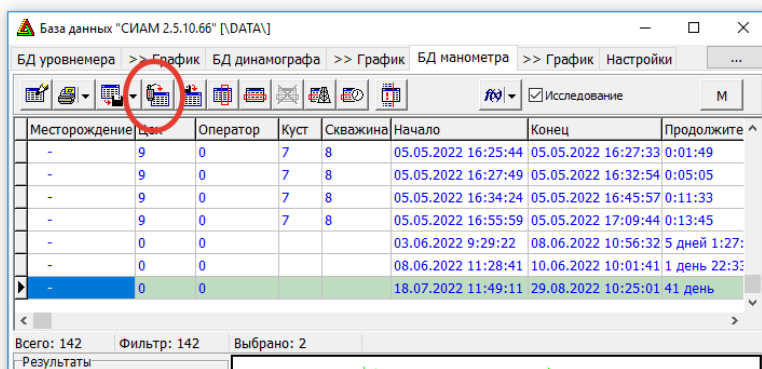 База данных "СИАМ 2.5.10.66" [\DATA\]
БД уровнемера >> График БД динамографа >> График БД манометра >> График Настройки ...
f(x) Исследование М
Месторождение Цех Оператор Куст Скважина Начало Конец Продолжите
- 9 0 7 8 05.05.2022 16:25:44 05.05.2022 16:27:33 0:01:49
- 9 0 7 8 05.05.2022 16:27:49 05.05.2022 16:32:54 0:05:05
- 9 0 7 8 05.05.2022 16:34:24 05.05.2022 16:45:57 0:11:33
- 9 0 7 8 05.05.2022 16:55:59 05.05.2022 17:09:44 0:13:45
- 0 0 03.06.2022 9:29:22 08.06.2022 10:56:32 5 дней 1:27:
- 0 0 08.06.2022 11:28:41 10.06.2022 10:01:41 1 день 22:33
- 0 0 18.07.2022 11:49:11 29.08.2022 10:25:01 41 день
Всего: 142 Фильтр: 142 Выбрано: 2
Результаты